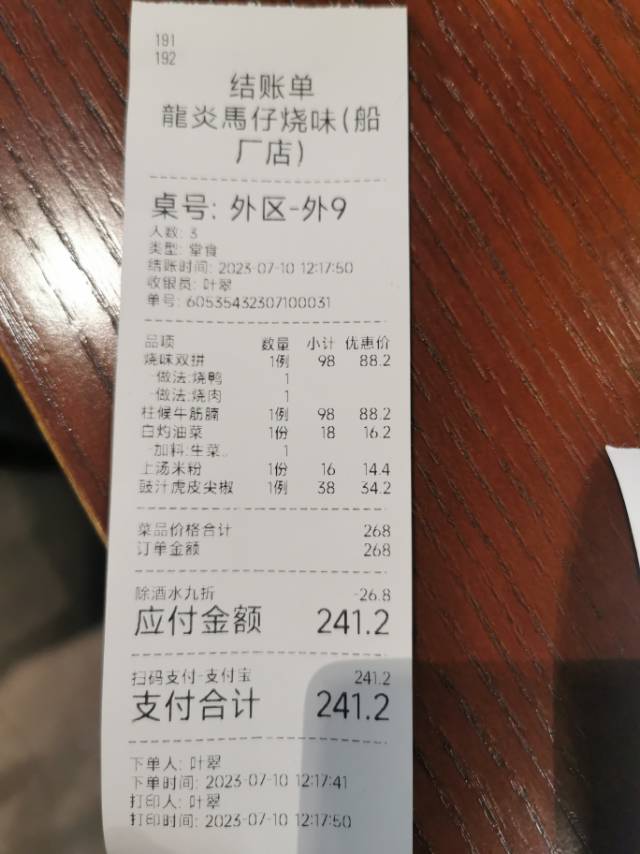 191
192
结账单
龍炎馬仔烧味(船
厂店)
桌号: 外区-外9
人数: 3
类型: 堂食
结账时间: 2023-07-10 12:17:50
收银员: 叶翠
单号: 60535432307100031
品项 数量 小计 优惠价
烧味双拼 1例 98 88.2
-做法:烧鸭 1
-做法:烧肉 1
柱候牛筋腩 1例 98 88.2
白灼油菜 1份 18 16.2
-加料:生菜.. 1
上汤米粉 1份 16 14.4
豉汁虎皮尖椒 1例 38 34.2
菜品价格合计 268
订单金额 268
除酒水九折 -26.8
应付金额 241.2
扫码支付-支付宝 241.2
支付合计 241.2
下单人: 叶翠
下单时间: 2023-07-10 12:17:41
打印人: 叶翠
打印时间: 2023-07-10 12:17:50